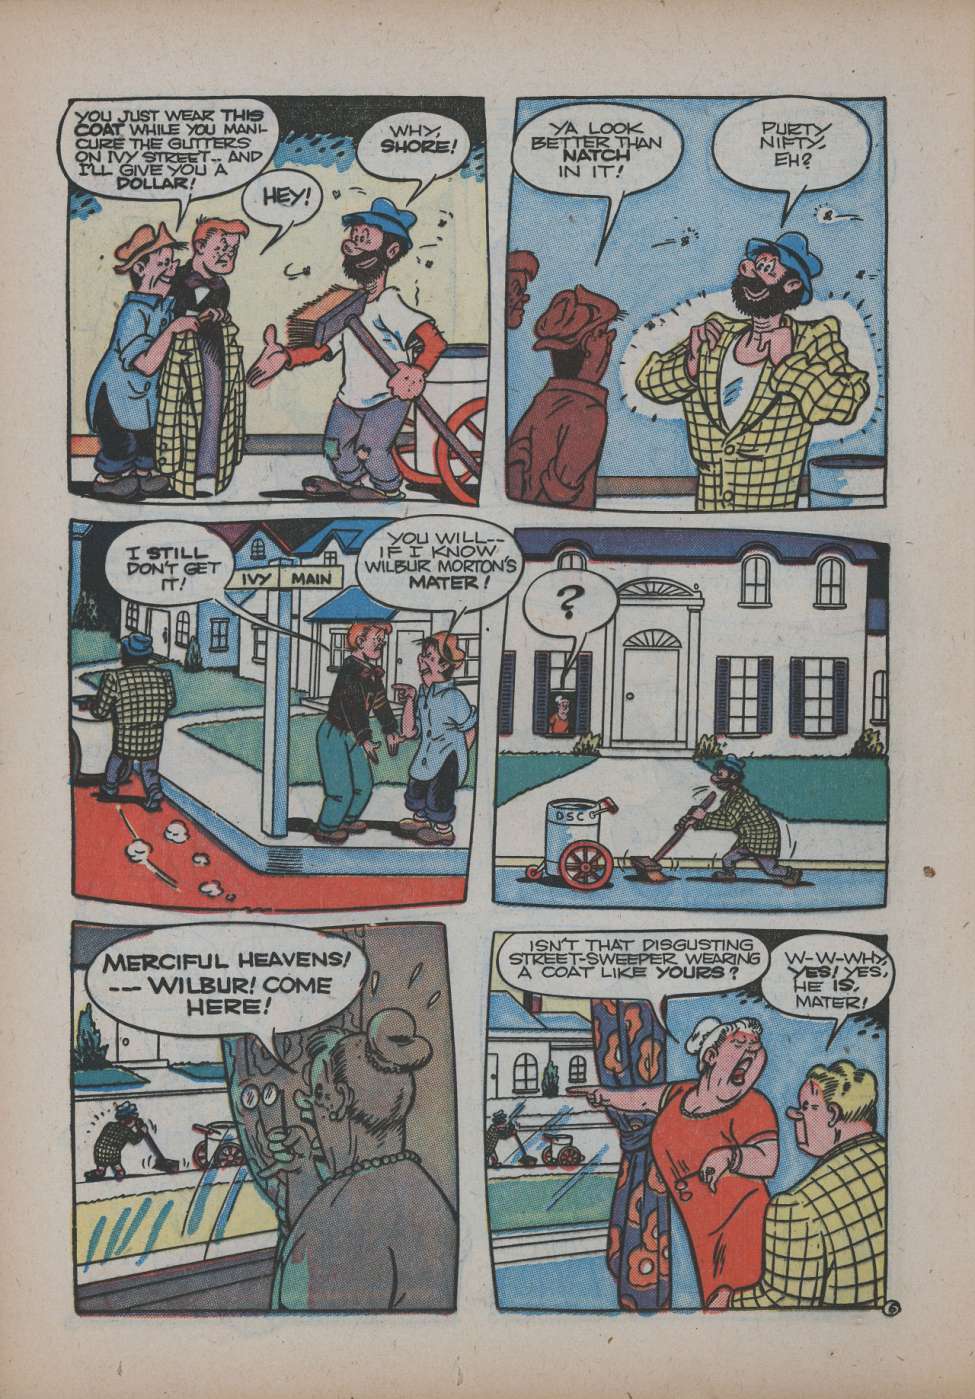 YOU JUST WEAR THIS
COAT WHILE YOU MANI-
CURE THE GUTTERS
ON IVY STREET-- AND
I'LL GIVE YOU A
DOLLAR!
HEY!
WHY,
SHORE!
YA LOOK
BETTER THAN
NATCH
IN IT!
PURTY
NIFTY,
EH?
I STILL
DON'T GET
IT!
YOU WILL--
IF I KNOW
WILBUR MORTON'S
MATER!
IVY MAIN
?
DSC
MERCIFUL HEAVENS!
--- WILBUR! COME
HERE!
ISN'T THAT DISGUSTING
STREET-SWEEPER WEARING
A COAT LIKE YOURS?
W-W-WHY,
YES! YES,
HE IS,
MATER!
6